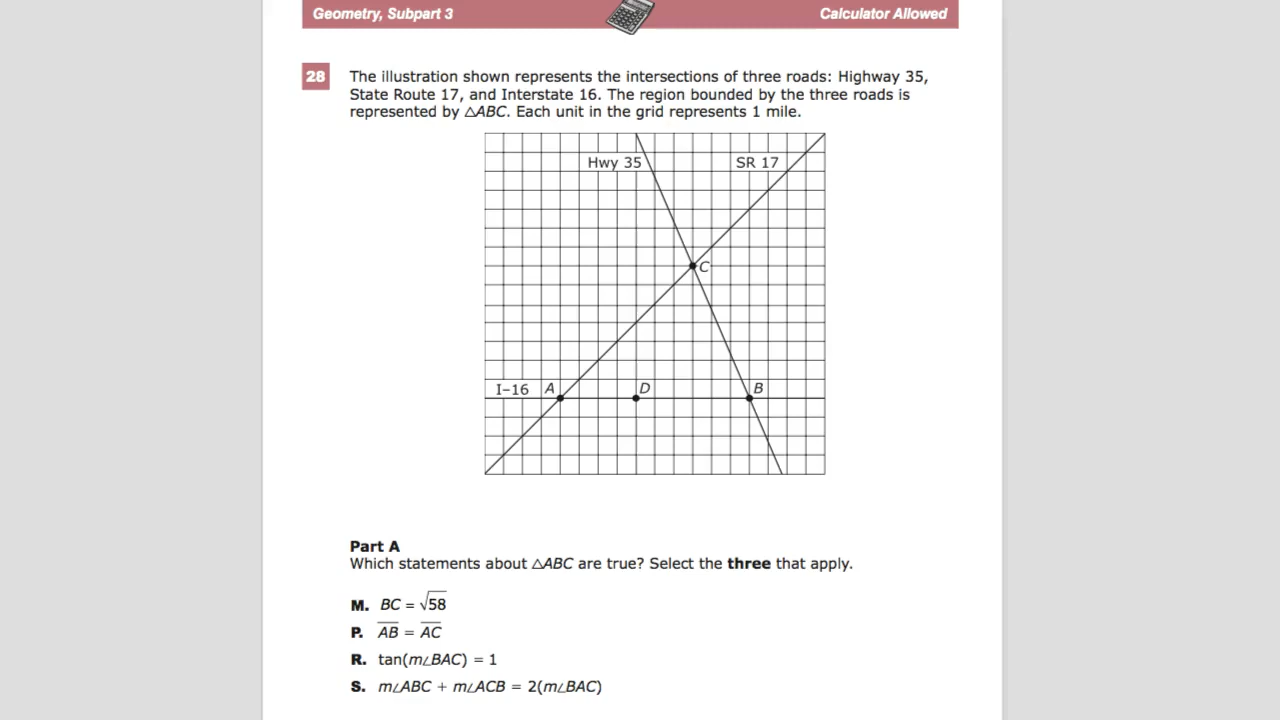 Geometry, Subpart 3
Calculator Allowed
28
The illustration shown represents the intersections of three roads: Highway 35,
State Route 17, and Interstate 16. The region bounded by the three roads is
represented by △ABC. Each unit in the grid represents 1 mile.
Hwy 35
SR 17
C
I–16
A
D
B
Part A
Which statements about △ABC are true? Select the three that apply.
M. BC = √58
P. A̅B̅ = A̅C̅
R. tan(m∠BAC) = 1
S. m∠ABC + m∠ACB = 2(m∠BAC)